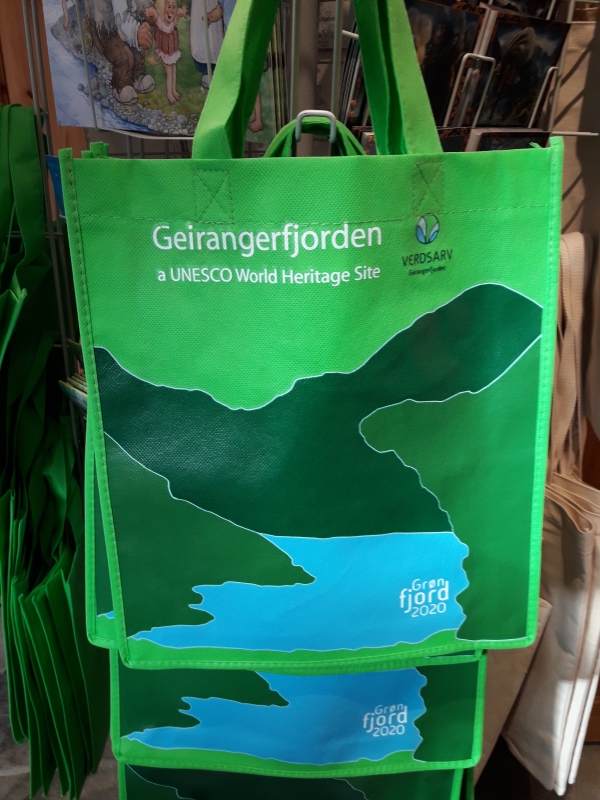 Geirangerfjorden
a UNESCO World Heritage Site
VERDSARV
Geirangerfjorden
Grøn
fjord
2020
Grøn
fjord
2020